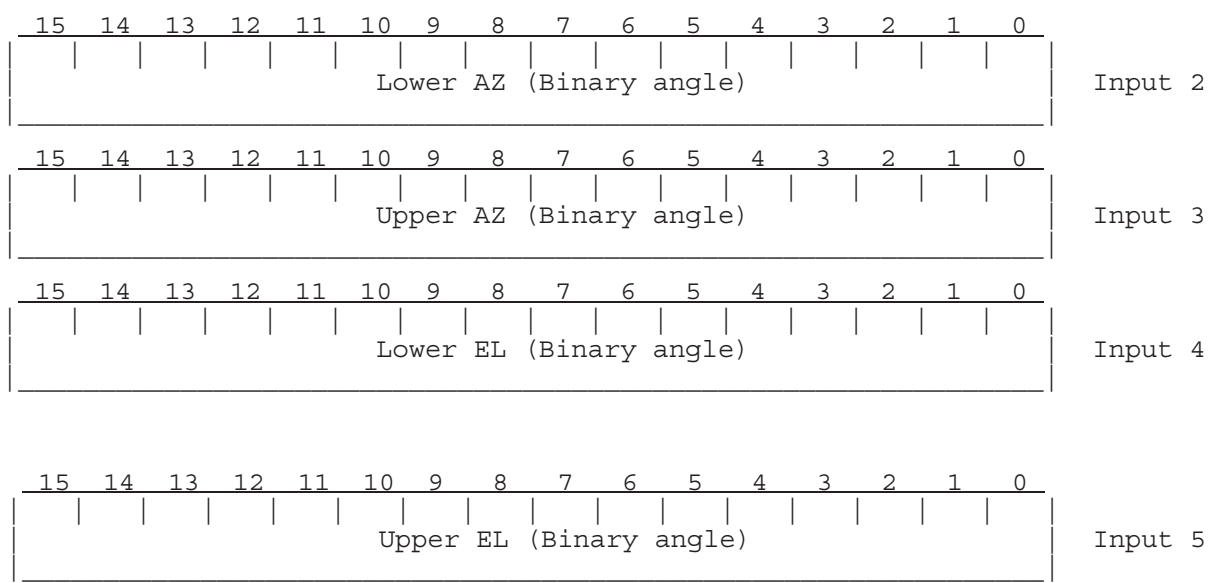 15 14 13 12 11 10 9 8 7 6 5 4 3 2 1 0
Lower AZ (Binary angle) Input 2
15 14 13 12 11 10 9 8 7 6 5 4 3 2 1 0
Upper AZ (Binary angle) Input 3
15 14 13 12 11 10 9 8 7 6 5 4 3 2 1 0
Lower EL (Binary angle) Input 4
15 14 13 12 11 10 9 8 7 6 5 4 3 2 1 0
Upper EL (Binary angle) Input 5